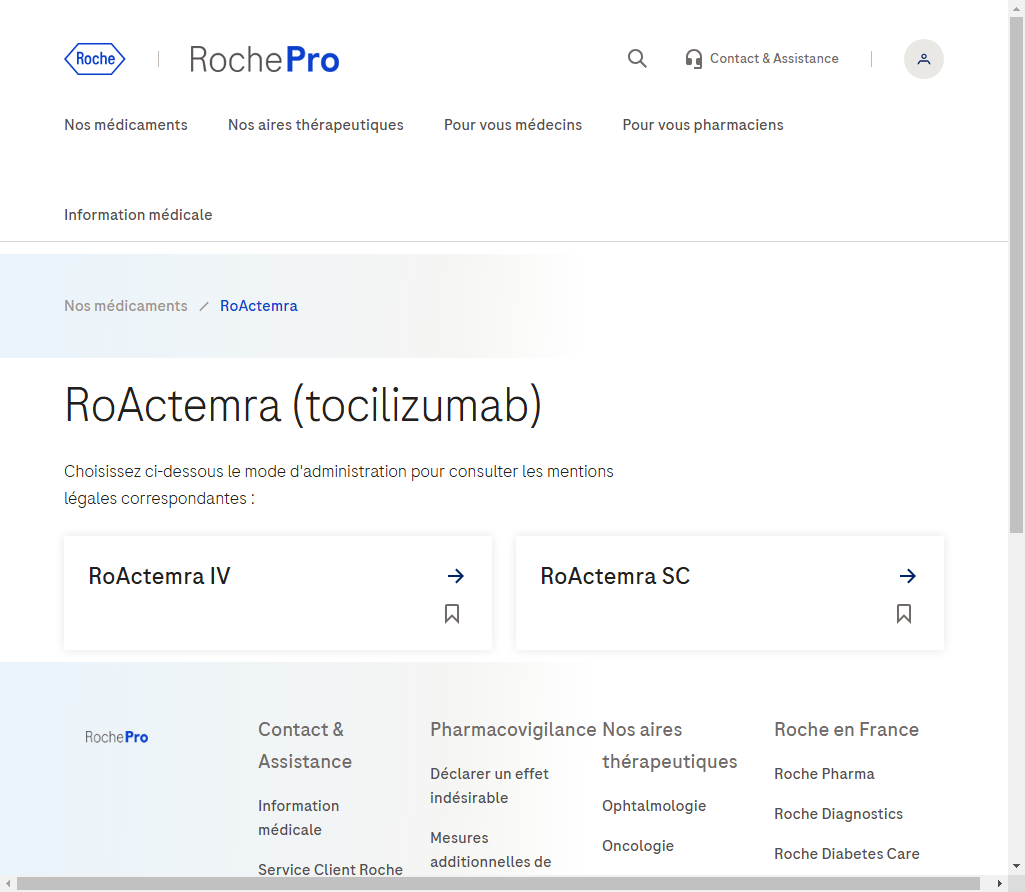 Roche
RochePro
Contact & Assistance
Nos médicaments
Nos aires thérapeutiques
Pour vous médecins
Pour vous pharmaciens
Information médicale
Nos médicaments / RoActemra
RoActemra (tocilizumab)
Choisissez ci-dessous le mode d'administration pour consulter les mentions
légales correspondantes :
RoActemra IV
RoActemra SC
RochePro
Contact &
Assistance
Information
médicale
Service Client Roche
Pharmacovigilance
Déclarer un effet
indésirable
Mesures
additionnelles de
Nos aires
thérapeutiques
Ophtalmologie
Oncologie
Roche en France
Roche Pharma
Roche Diagnostics
Roche Diabetes Care